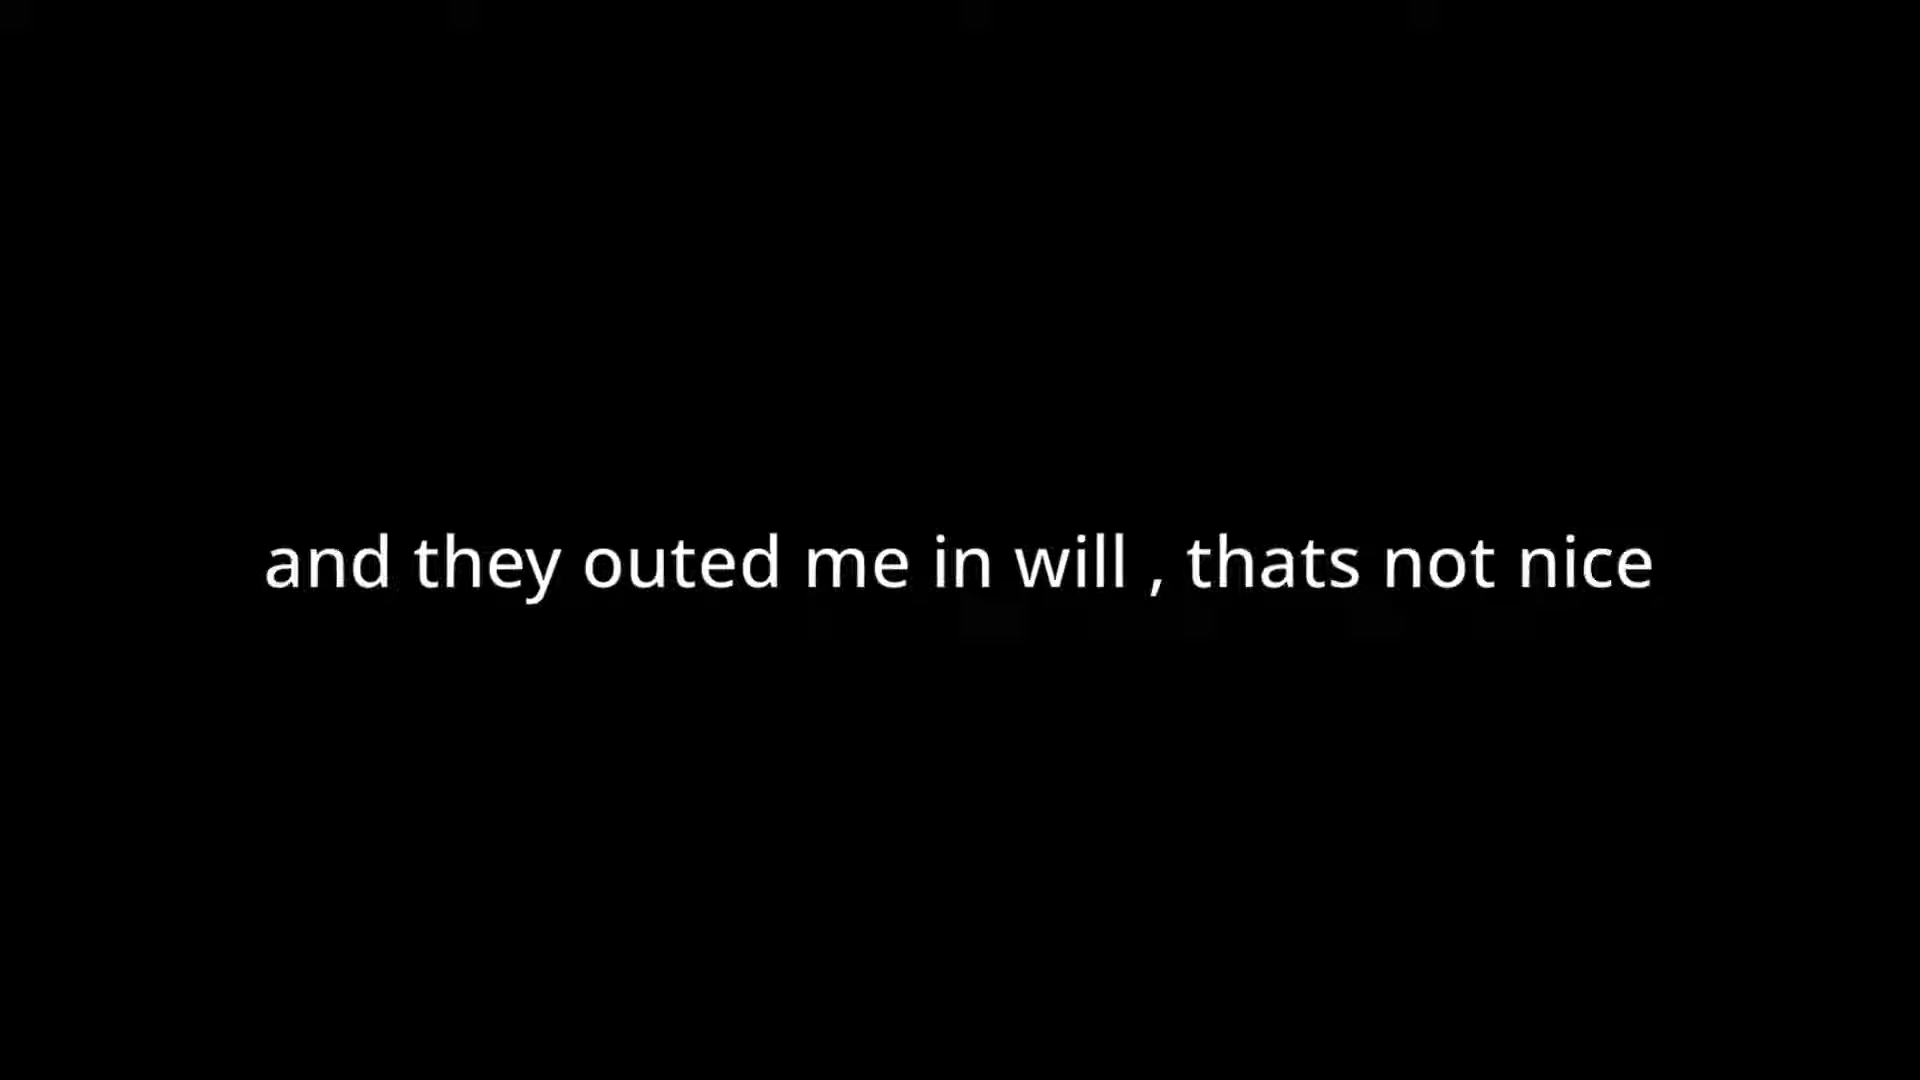 and they outed me in will , thats not nice